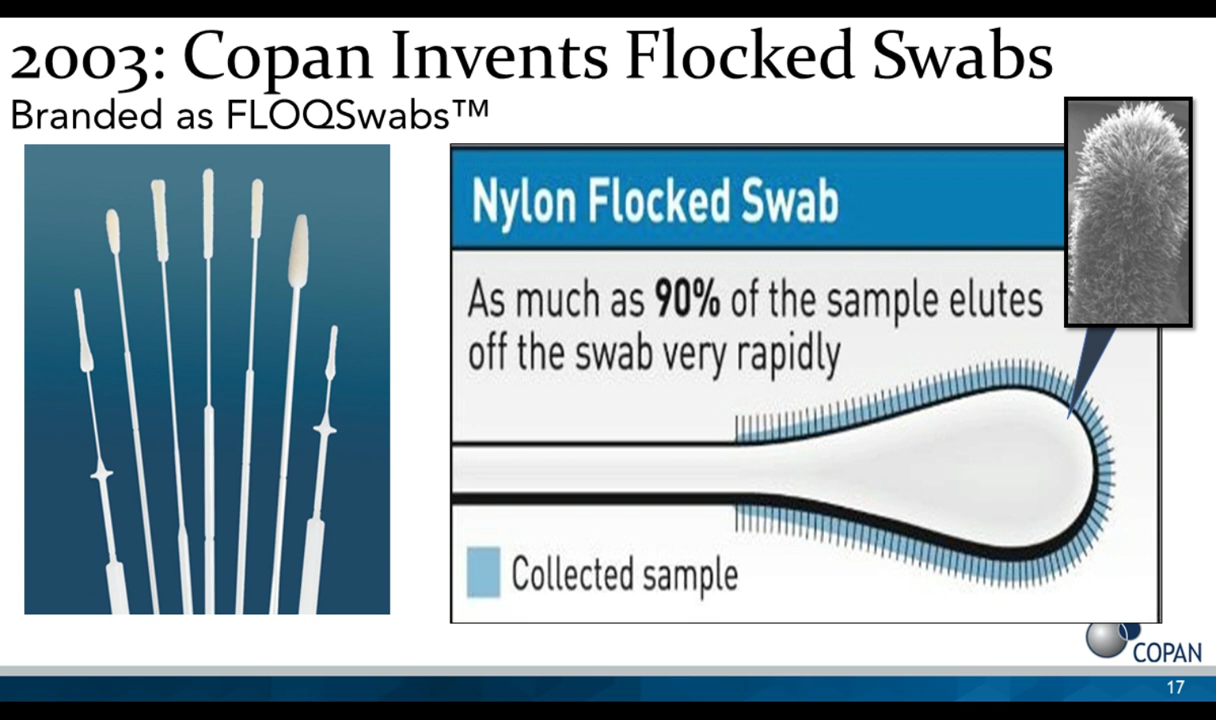 2003: Copan Invents Flocked Swabs
Branded as FLOQSwabs™
Nylon Flocked Swab
As much as 90% of the sample elutes
off the swab very rapidly
Collected sample
COPAN
17